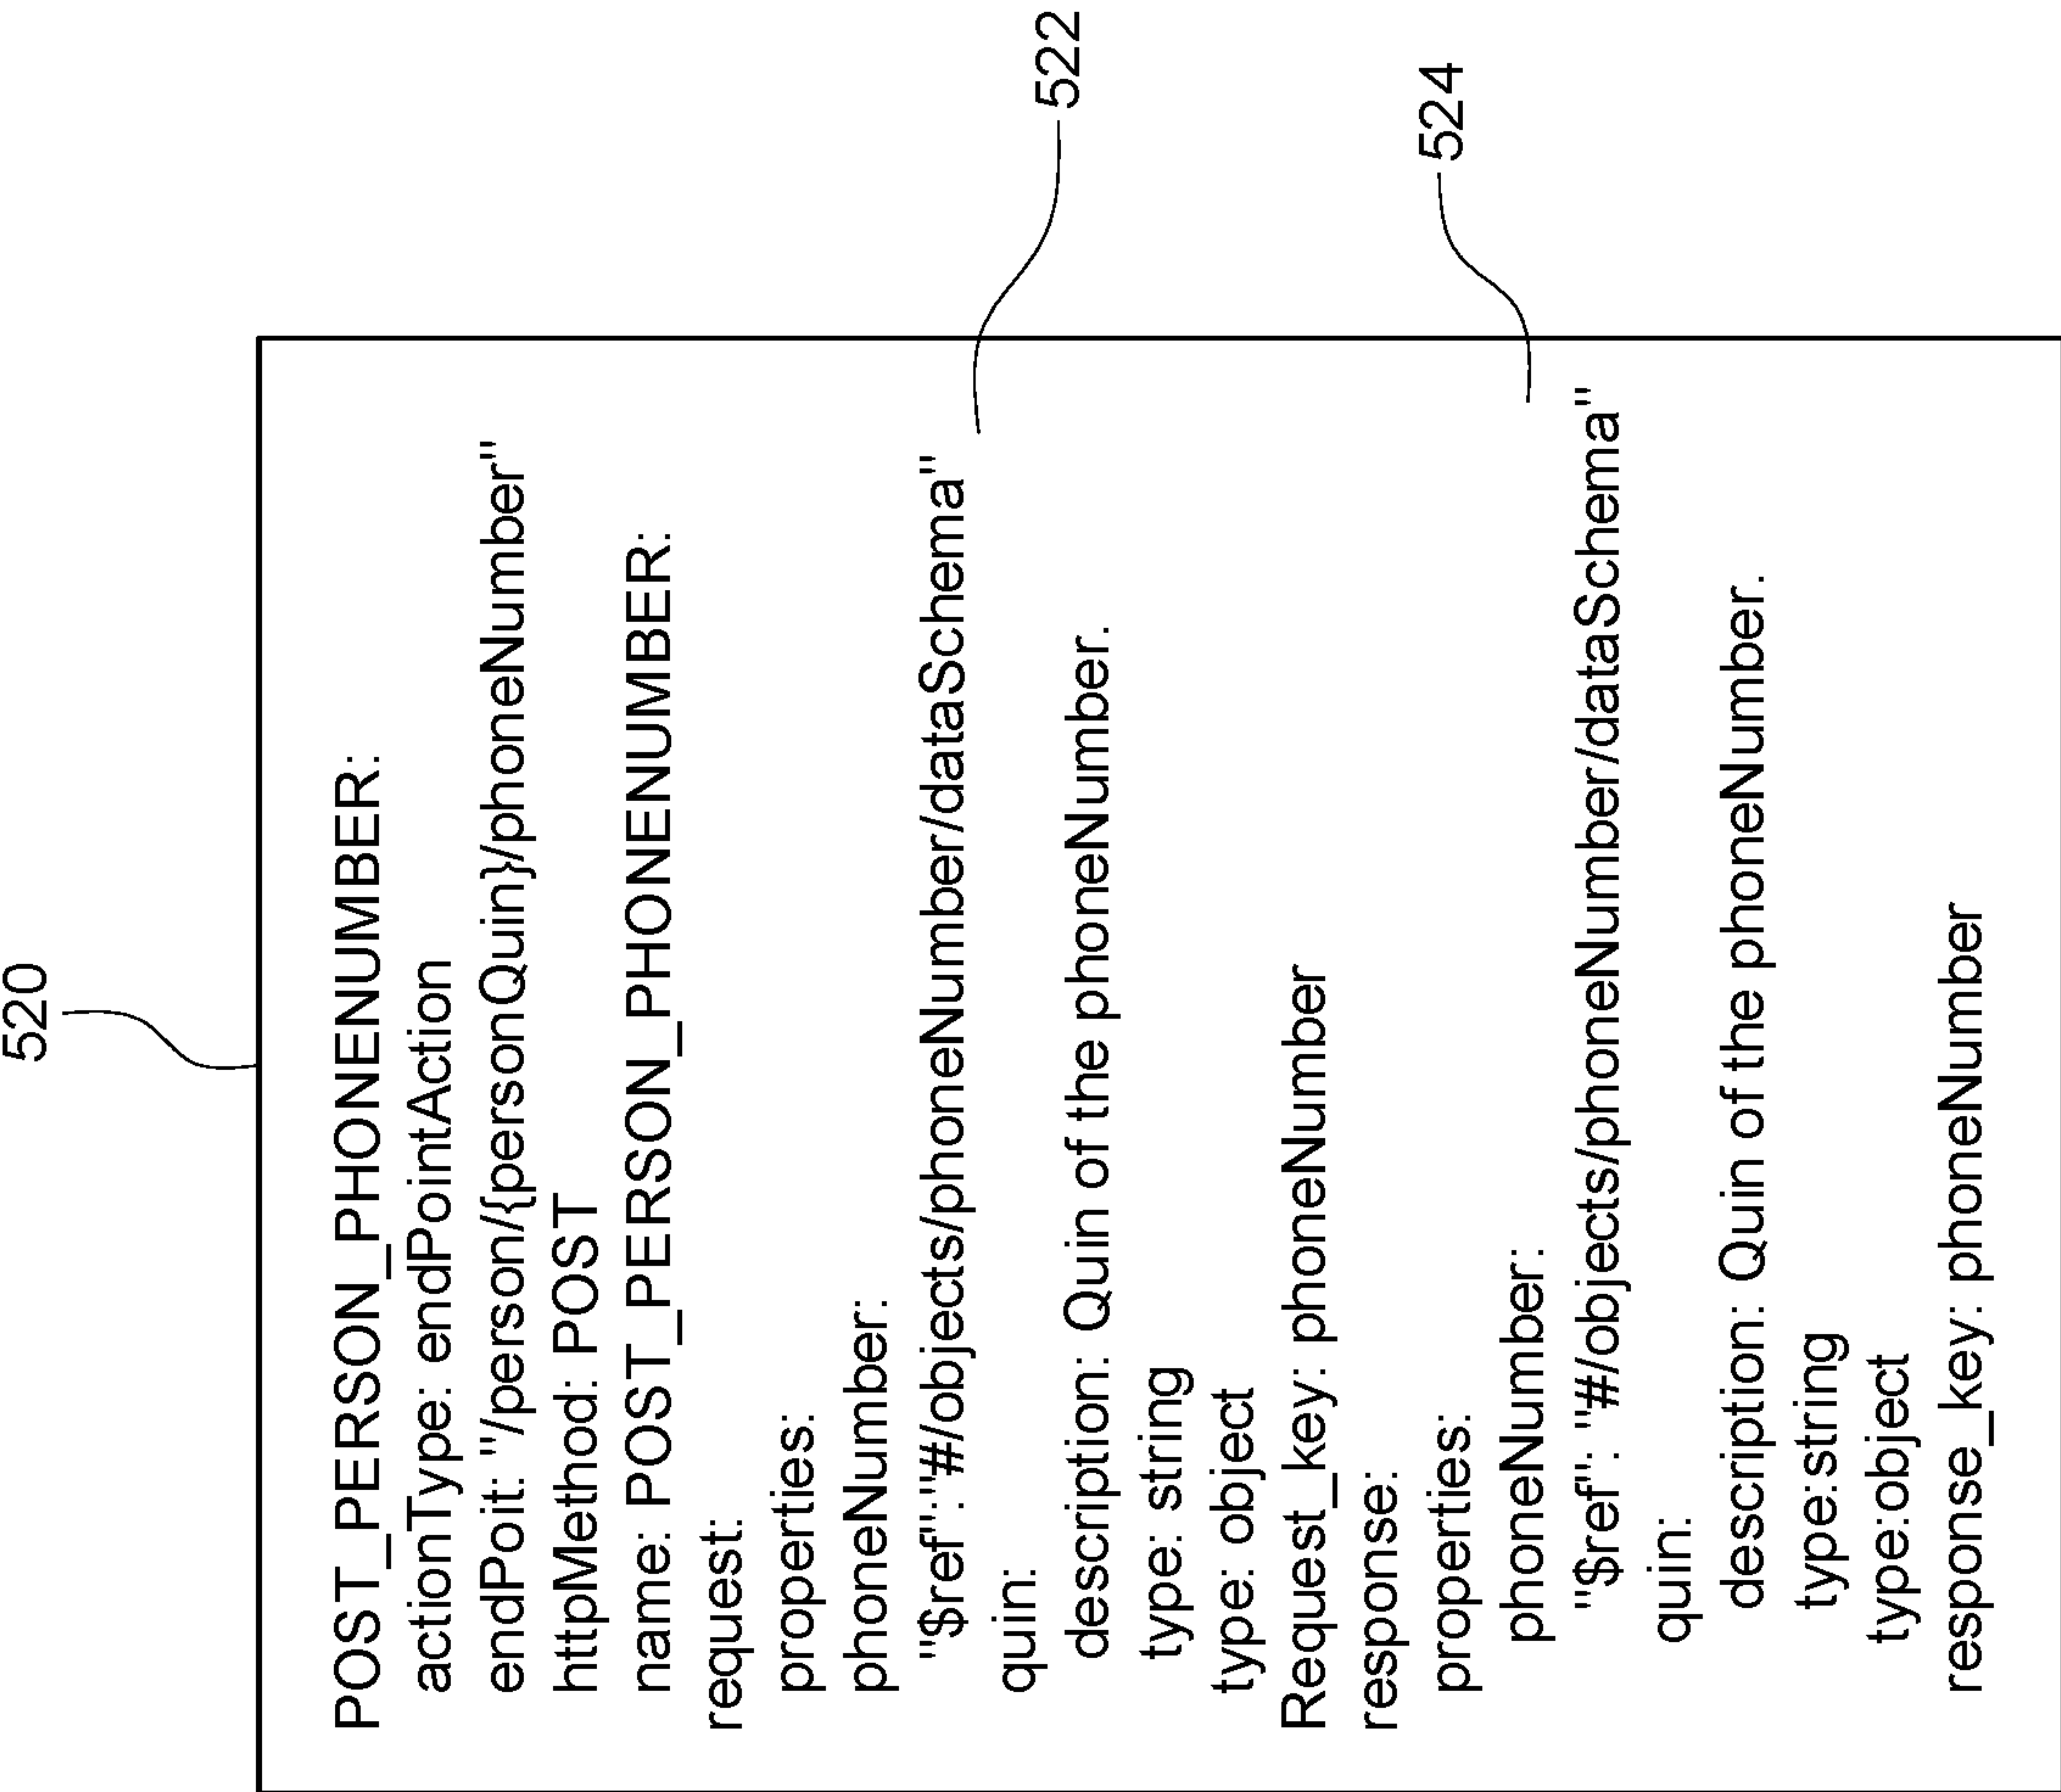 520
POST_PERSON_PHONENUMBER:
actionType: endPointAction
endPoit: "/person/{personQuin}/phoneNumber"
httpMethod: POST
name: POST_PERSON_PHONENUMBER:
request:
properties:
phoneNumber:
"$ref":"#/objects/phoneNumber/dataSchema"
522
quin:
description: Quin of the phoneNumber.
type: string
type: object
Request_key: phoneNumber
response:
properties:
phoneNumber:
524
"$ref": "#/objects/phoneNumber/dataSchema"
quin:
description: Quin of the phoneNumber.
type:string
type:object
response_key: phoneNumber